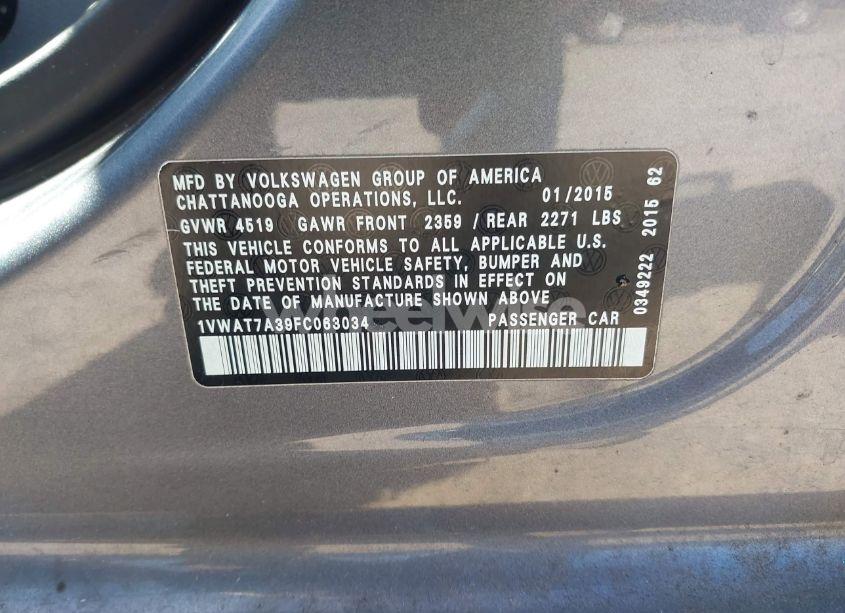 MFD BY VOLKSWAGEN GROUP OF AMERICA
CHATTANOOGA OPERATIONS, LLC. 01/2015
GVWR 4519 GAWR FRONT 2359 / REAR 2271 LBS
THIS VEHICLE CONFORMS TO ALL APPLICABLE U.S.
FEDERAL MOTOR VEHICLE SAFETY, BUMPER AND
THEFT PREVENTION STANDARDS IN EFFECT ON
THE DATE OF MANUFACTURE SHOWN ABOVE
1VWAT7A39FC063034 PASSENGER CAR
0349222 2015 62
wheelwise